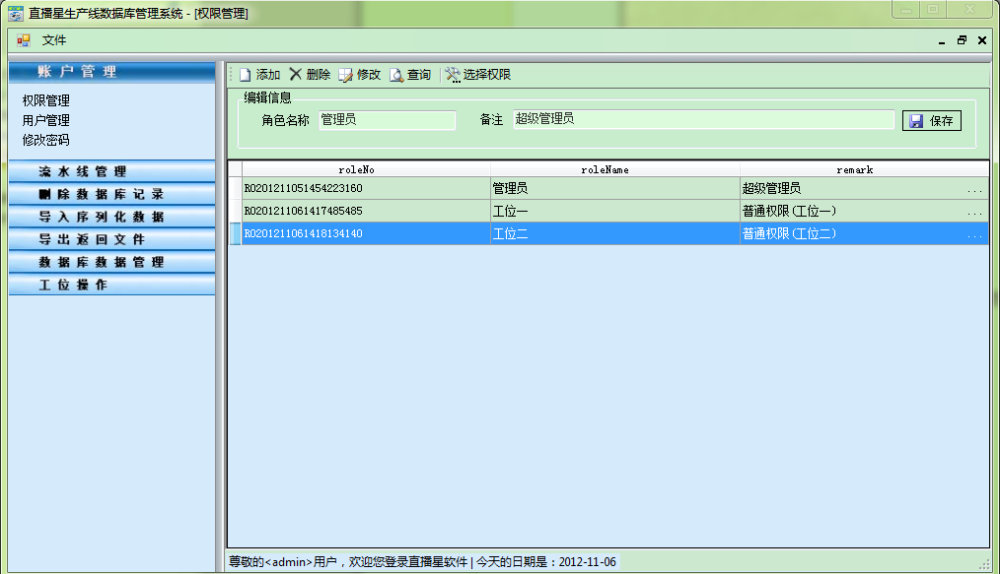 直播星生产线数据库管理系统 - [权限管理]
文件
账户管理
权限管理
用户管理
修改密码
流水线管理
删除数据库记录
导入序列化数据
导出返回文件
数据库数据管理
工位操作
添加 删除 修改 查询 选择权限
编辑信息
角色名称 管理员 备注 超级管理员 保存
roleNo roleName remark
R0201211051454223160 管理员 超级管理员 ...
R0201211061417485485 工位一 普通权限(工位一) ...
R0201211061418134140 工位二 普通权限(工位二) ...
尊敬的<admin>用户，欢迎您登录直播星软件 | 今天的日期是：2012-11-06